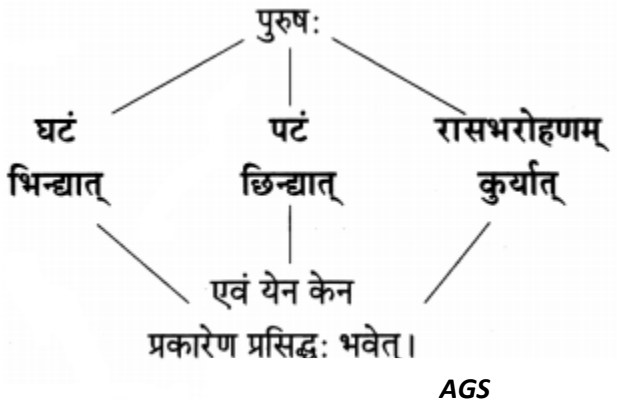 पुरुषः
घटं पटं रासभरोहणम्
भिन्द्यात् छिन्द्यात् कुर्यात्
एवं येन केन
प्रकारेण प्रसिद्धः भवेत्।
AGS